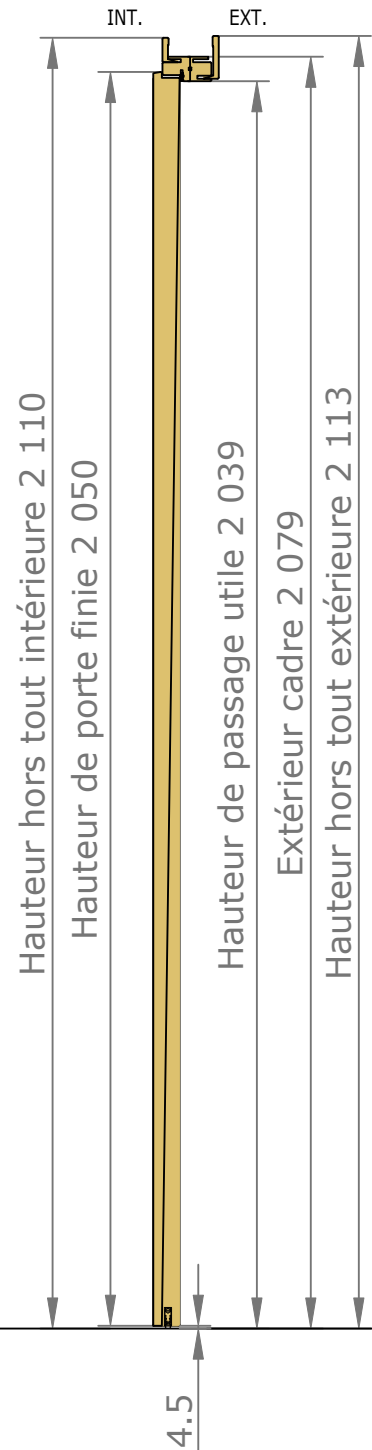 INT.
EXT.
Hauteur hors tout intérieure 2 110
Hauteur de porte finie 2 050
Hauteur de passage utile 2 039
Extérieur cadre 2 079
Hauteur hors tout extérieure 2 113
4.5